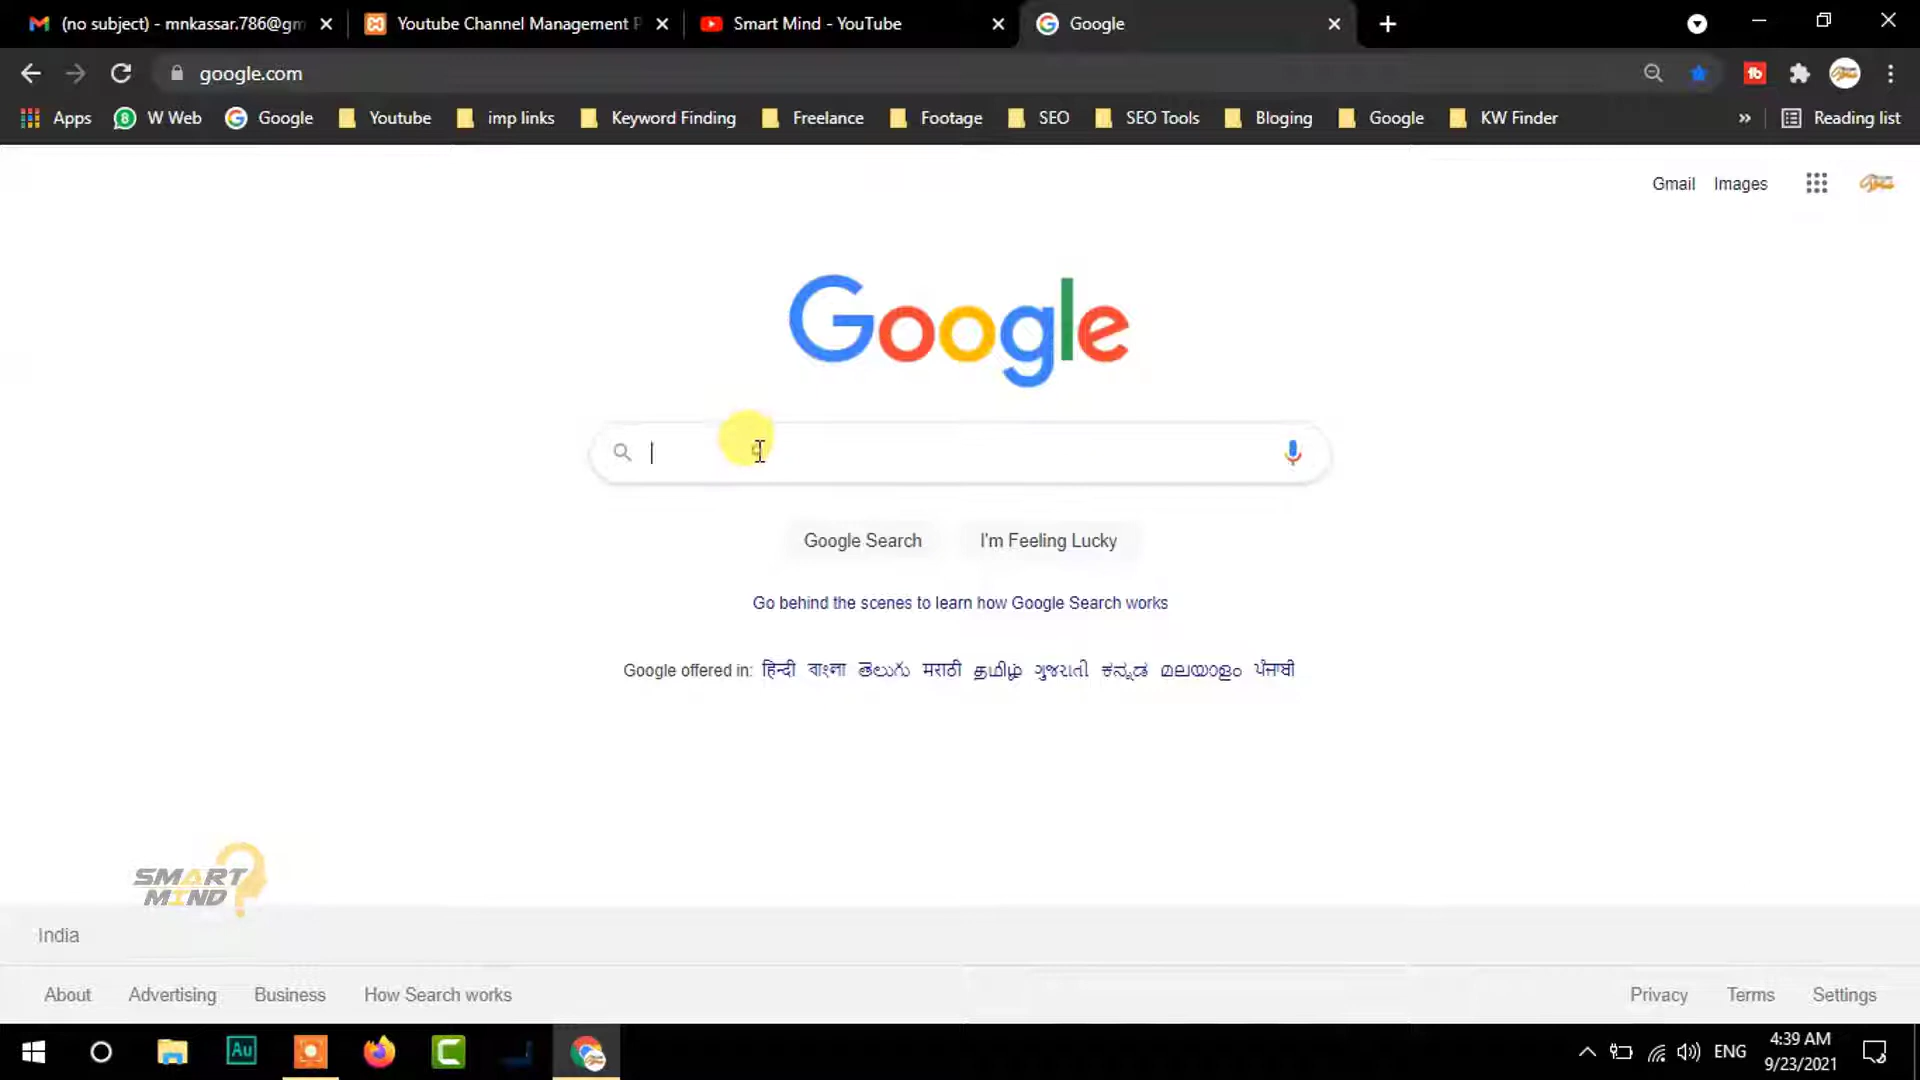 (no subject) - mnkassar.786@gm
Youtube Channel Management P
Smart Mind - YouTube
Google
google.com
Apps
W Web
Google
Youtube
imp links
Keyword Finding
Freelance
Footage
SEO
SEO Tools
Bloging
Google
KW Finder
»
Reading list
Gmail
Images
Google
Google Search
I'm Feeling Lucky
Go behind the scenes to learn how Google Search works
Google offered in: हिन्दी বাংলা తెలుగు मराठी தமிழ் ગુજરાતી ಕನ್ನಡ മലയാളം ਪੰਜਾਬੀ
SMART
MIND
India
About
Advertising
Business
How Search works
Privacy
Terms
Settings
Au
ENG
4:39 AM
9/23/2021